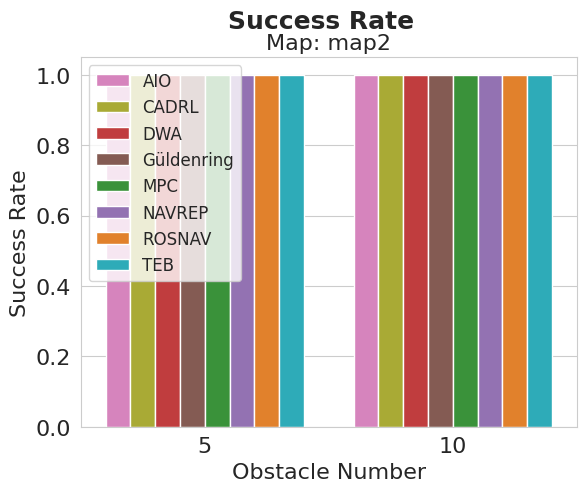 Success Rate
Map: map2
1.0
0.8
0.6
0.4
0.2
0.0
Success Rate
AIO
CADRL
DWA
Güldenring
MPC
NAVREP
ROSNAV
TEB
5 10
Obstacle Number